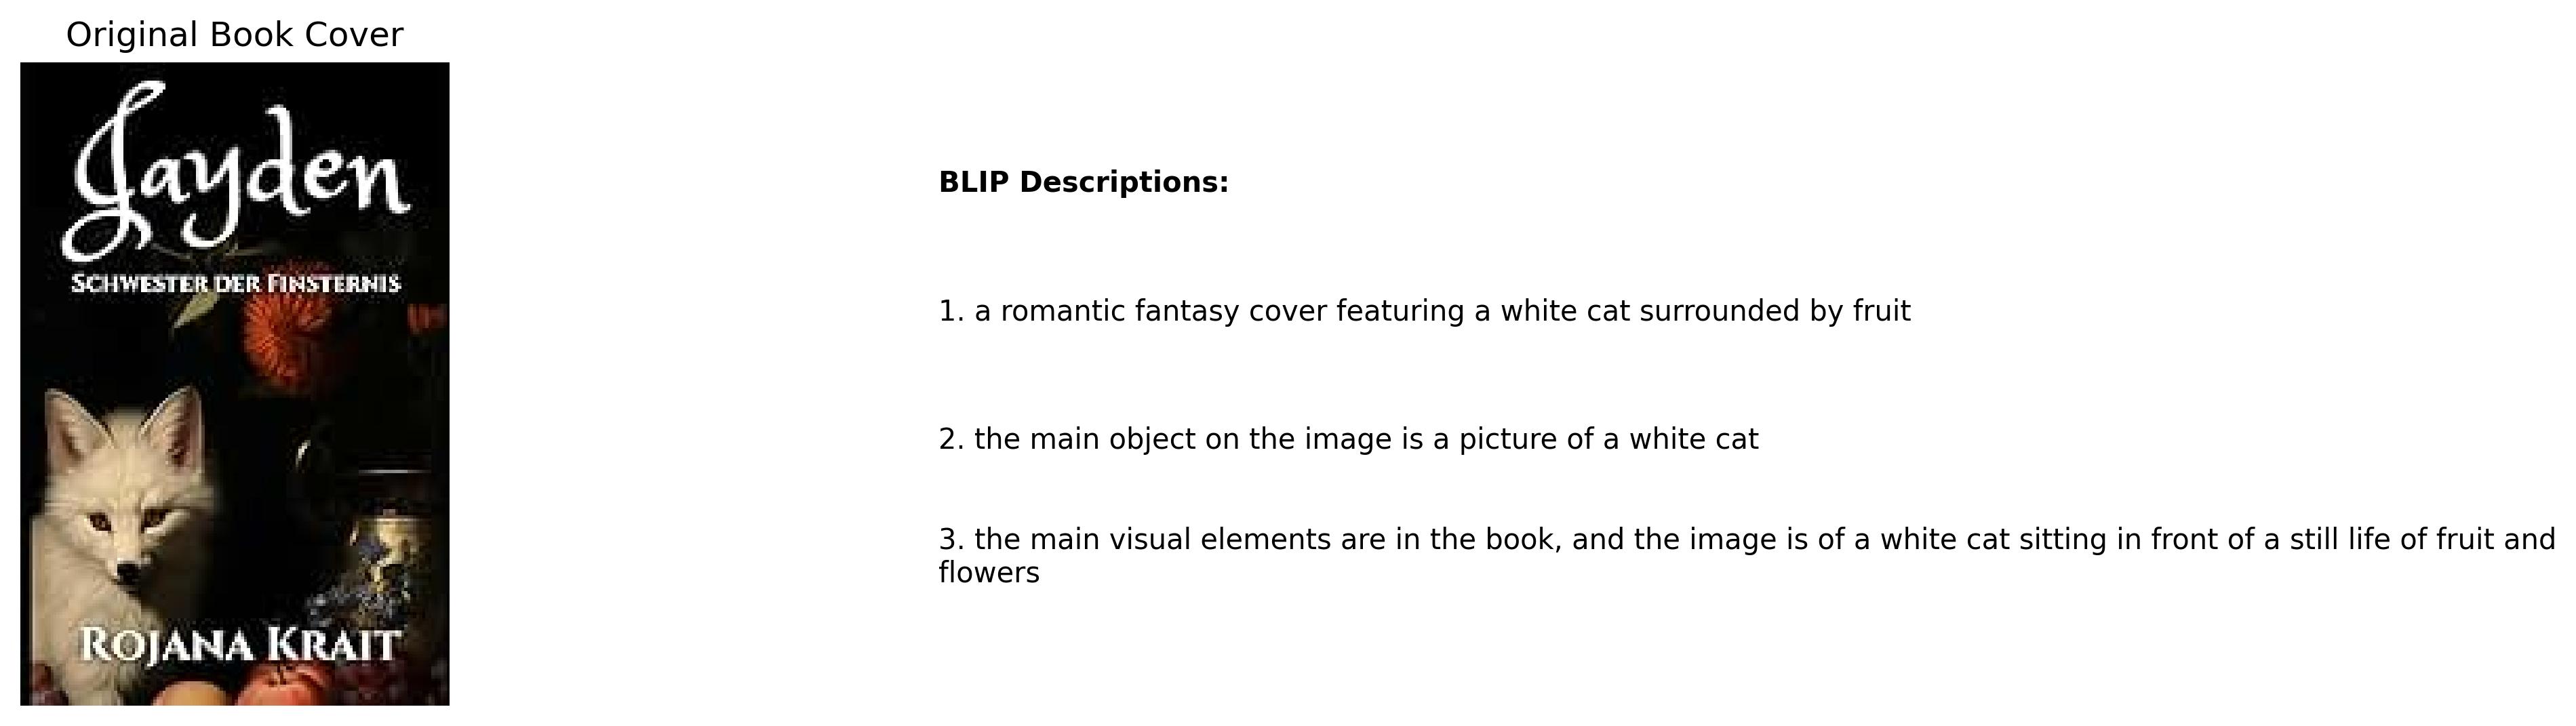 Original Book Cover
Jayden
SCHWESTER DER FINSTERNIS
ROJANA KRAIT
BLIP Descriptions:
1. a romantic fantasy cover featuring a white cat surrounded by fruit
2. the main object on the image is a picture of a white cat
3. the main visual elements are in the book, and the image is of a white cat sitting in front of a still life of fruit and
flowers